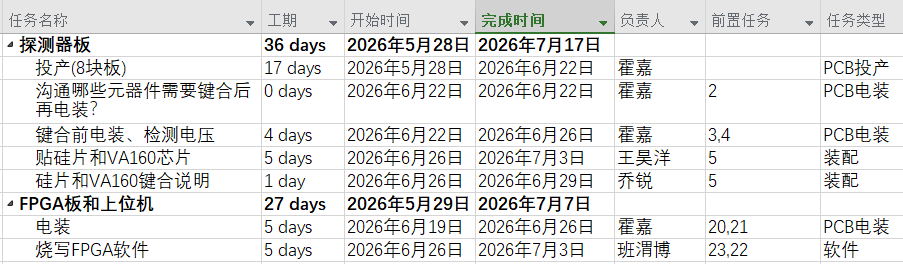 任务名称 工期 开始时间 完成时间 负责人 前置任务 任务类型
探测器板 36 days 2026年5月28日 2026年7月17日
投产(8块板) 17 days 2026年5月28日 2026年6月22日 霍嘉 PCB投产
沟通哪些元器件需要键合后 0 days 2026年6月22日 2026年6月22日 霍嘉 2 PCB电装
再电装?
键合前电装、检测电压 4 days 2026年6月22日 2026年6月26日 霍嘉 3,4 PCB电装
贴硅片和VA160芯片 5 days 2026年6月26日 2026年7月3日 王昊洋 5 装配
硅片和VA160键合说明 1 day 2026年6月26日 2026年6月29日 乔锐 5 装配
FPGA板和上位机 27 days 2026年5月29日 2026年7月7日
电装 5 days 2026年6月19日 2026年6月26日 霍嘉 20,21 PCB电装
烧写FPGA软件 5 days 2026年6月26日 2026年7月3日 班渭博 23,22 软件